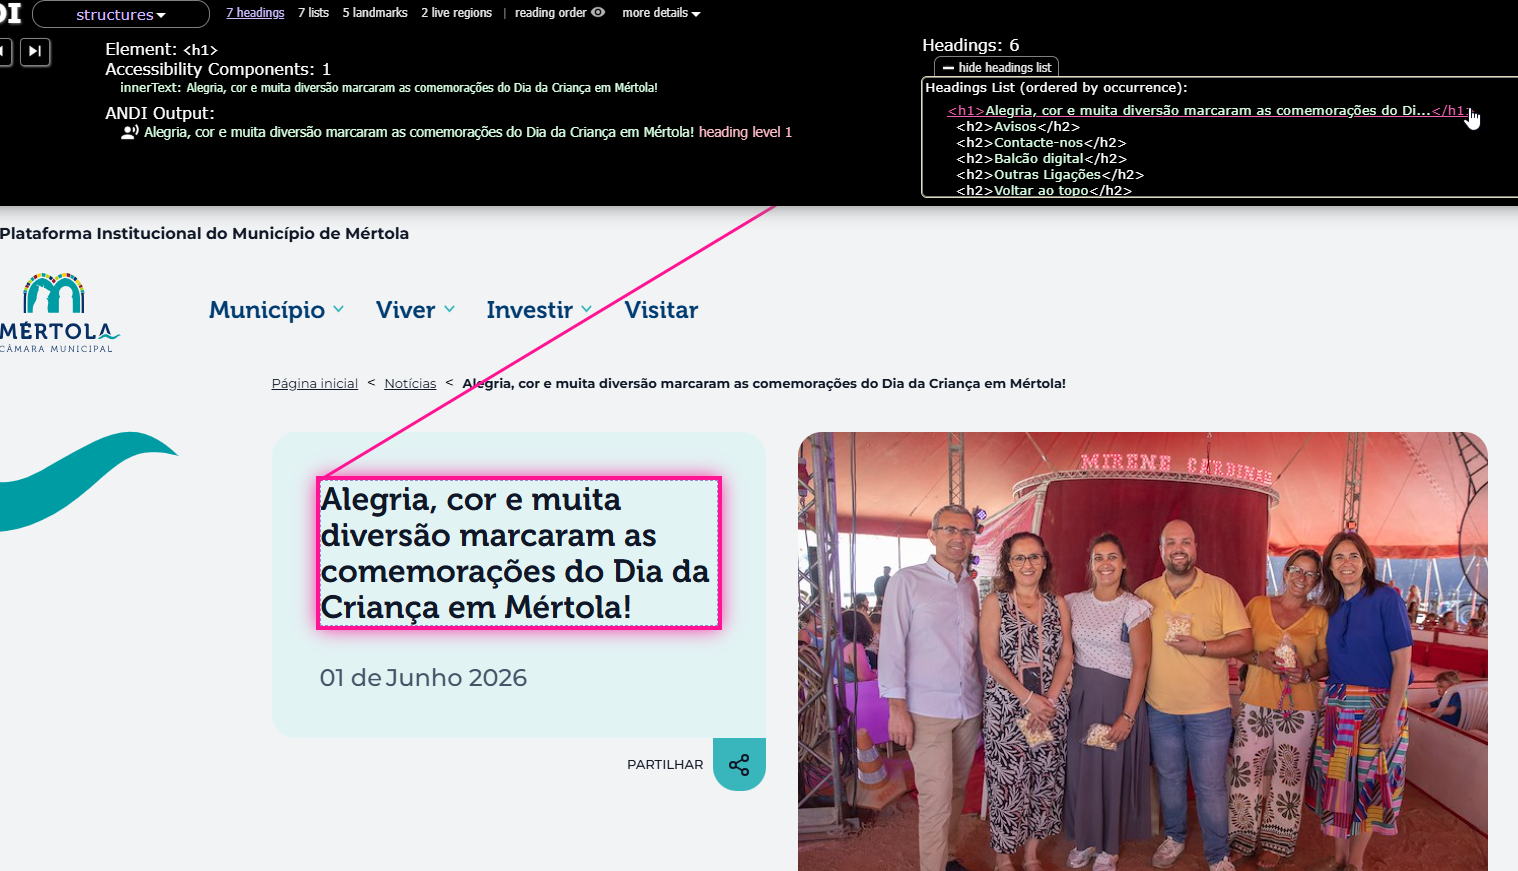 DI
structures
7 headings 7 lists 5 landmarks 2 live regions | reading order more details
Element: <h1>
Accessibility Components: 1
innerText: Alegria, cor e muita diversão marcaram as comemorações do Dia da Criança em Mértola!
ANDI Output:
Alegria, cor e muita diversão marcaram as comemorações do Dia da Criança em Mértola! heading level 1
Headings: 6
hide headings list
Headings List (ordered by occurrence):
<h1>Alegria, cor e muita diversão marcaram as comemorações do Di...</h1>
<h2>Avisos</h2>
<h2>Contacte-nos</h2>
<h2>Balcão digital</h2>
<h2>Outras Ligações</h2>
<h2>Voltar ao topo</h2>
Plataforma Institucional do Município de Mértola
MÉRTOLA
CÂMARA MUNICIPAL
Município Viver Investir Visitar
Página inicial < Notícias < Alegria, cor e muita diversão marcaram as comemorações do Dia da Criança em Mértola!
Alegria, cor e muita
diversão marcaram as
comemorações do Dia da
Criança em Mértola!
01 de Junho 2026
PARTILHAR
MIRENE CARDINAL